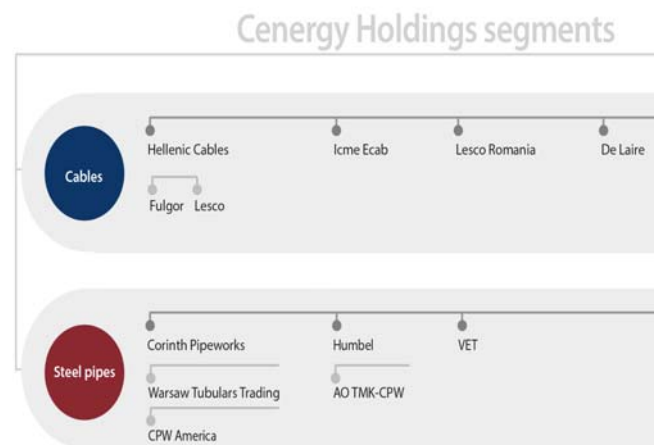 Cenergy Holdings segments
Cables
Hellenic Cables
Icme Ecab
Lesco Romania
De Laire
Fulgor
Lesco
Steel pipes
Corinth Pipeworks
Humbel
VET
Warsaw Tubulars Trading
AO TMK-CPW
CPW America